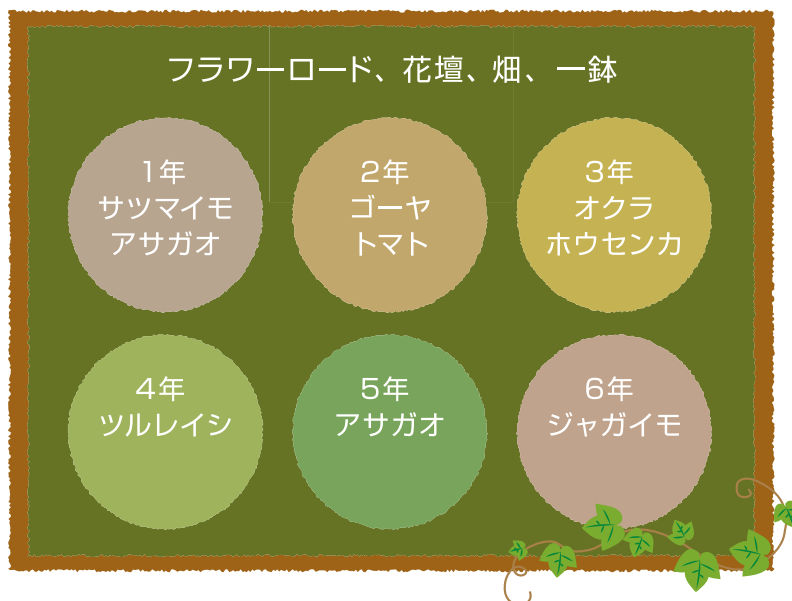 フラワーロード、花壇、畑、一鉢
1年
サツマイモ
アサガオ
2年
ゴーヤ
トマト
3年
オクラ
ホウセンカ
4年
ツルレイシ
5年
アサガオ
6年
ジャガイモ